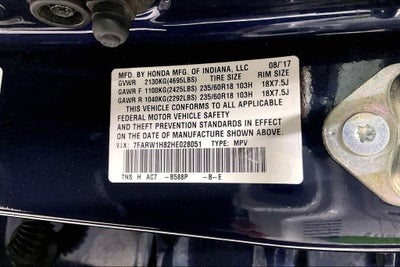 MFD. BY HONDA MFG. OF INDIANA, LLC 08/'17
GVWR 2130KG(4695LBS) TIRE SIZE RIM SIZE
GAWR F 1100KG(2425LBS) 235/60R18 103H 18X7.5J
GAWR R 1040KG(2292LBS) 235/60R18 103H 18X7.5J
THIS VEHICLE CONFORMS TO ALL APPLICABLE
FEDERAL MOTOR VEHICLE SAFETY, BUMPER,
AND THEFT PREVENTION STANDARDS IN EFFECT
ON THE DATE OF MANUFACTURE SHOWN ABOVE.
V.I.N: 7FARW1H82HE028051 TYPE: MPV
TNS H AC7 -B588P -B-E